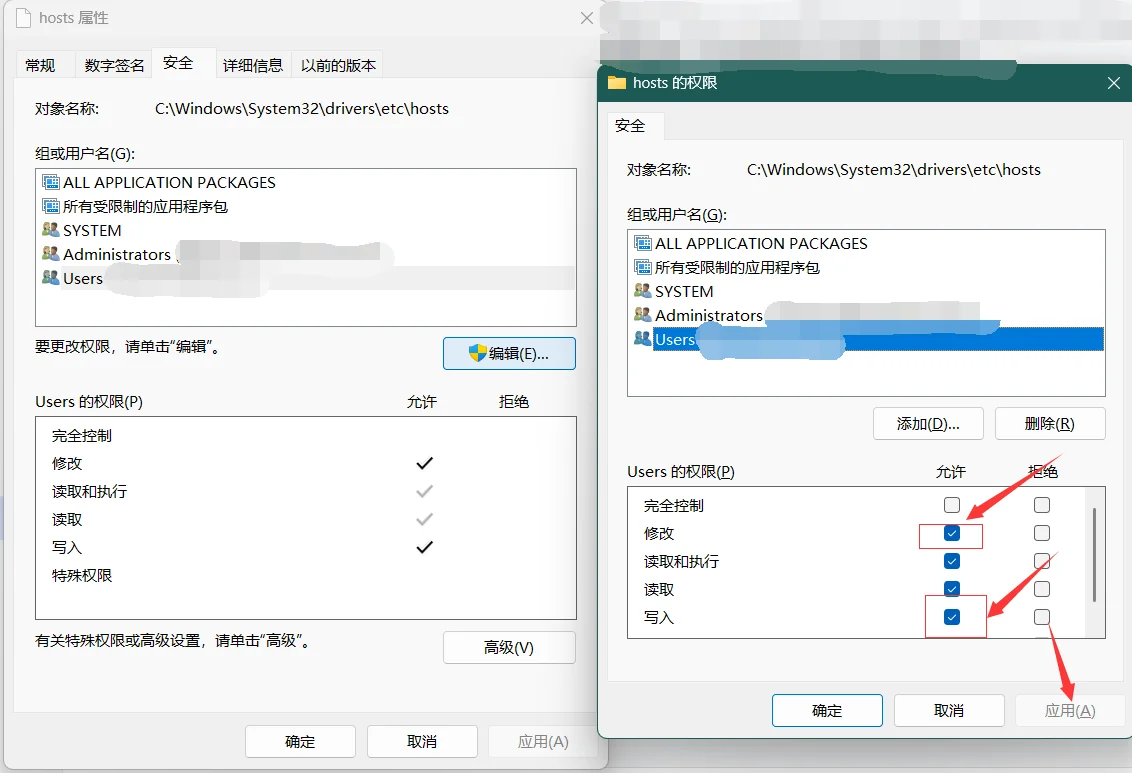 hosts 属性
常规 数字签名 安全 详细信息 以前的版本
对象名称: C:\Windows\System32\drivers\etc\hosts
组或用户名(G):
ALL APPLICATION PACKAGES
所有受限制的应用程序包
SYSTEM
Administrators
Users
要更改权限，请单击“编辑”。
编辑(E)...
Users 的权限(P) 允许 拒绝
完全控制
修改
读取和执行
读取
写入
特殊权限
有关特殊权限或高级设置，请单击“高级”。
高级(V)
确定 取消 应用(A)
hosts 的权限
安全
对象名称: C:\Windows\System32\drivers\etc\hosts
组或用户名(G):
ALL APPLICATION PACKAGES
所有受限制的应用程序包
SYSTEM
Administrators
Users
添加(D)... 删除(R)
Users 的权限(P) 允许 拒绝
完全控制
修改
读取和执行
读取
写入
确定 取消 应用(A)